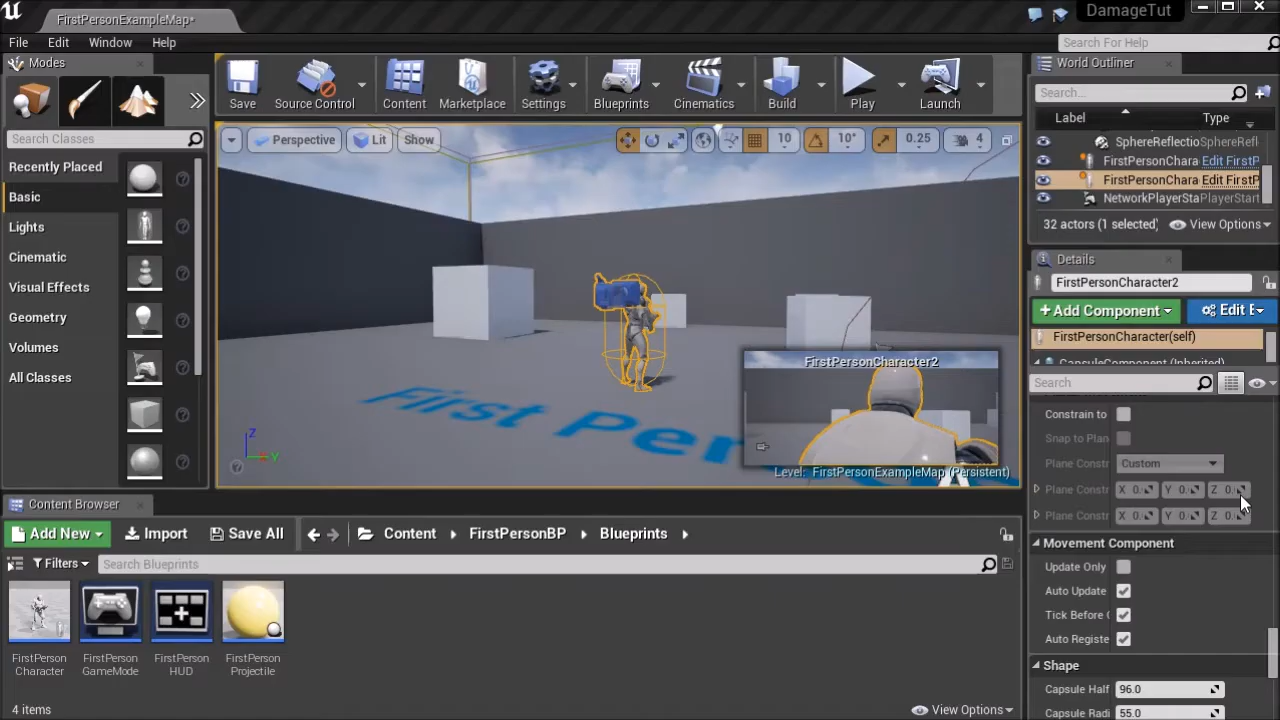 FirstPersonExampleMap*
DamageTut
File Edit Window Help
Search For Help
Modes
Search Classes
Recently Placed
Basic
Lights
Cinematic
Visual Effects
Geometry
Volumes
All Classes
Save Source Control Content Marketplace Settings Blueprints Cinematics Build Play Launch
Perspective Lit Show
10 10° 0.25 4
First Per
FirstPersonCharacter2
Level: FirstPersonExampleMap (Persistent)
Z
Y
World Outliner
Search...
Label Type
SphereReflectio SphereRefl
FirstPersonChara Edit FirstP
FirstPersonChara Edit FirstP
NetworkPlayerSta PlayerStart
32 actors (1 selected) View Options
Details
FirstPersonCharacter2
Add Component Edit B
FirstPersonCharacter(self)
CapsuleComponent (Inherited)
Search
Constrain to
Snap to Plan
Plane Constr Custom
Plane Constr X 0. Y 0. Z 0.
Plane Constr X 0. Y 0. Z 0.
Movement Component
Update Only
Auto Update
Tick Before
Auto Registe
Shape
Capsule Half 96.0
Capsule Radi 55.0
Content Browser
Add New Import Save All Content FirstPersonBP Blueprints
Filters Search Blueprints
FirstPerson Character
FirstPerson GameMode
FirstPerson HUD
FirstPerson Projectile
4 items View Options